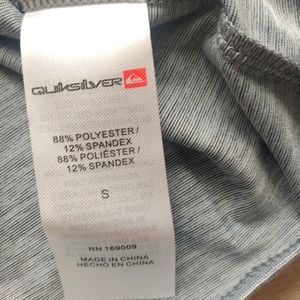 QUIKSILVER
88% POLYESTER /
12% SPANDEX
88% POLIÉSTER /
12% SPANDEX
S
RN 169009
MADE IN CHINA
HECHO EN CHINA